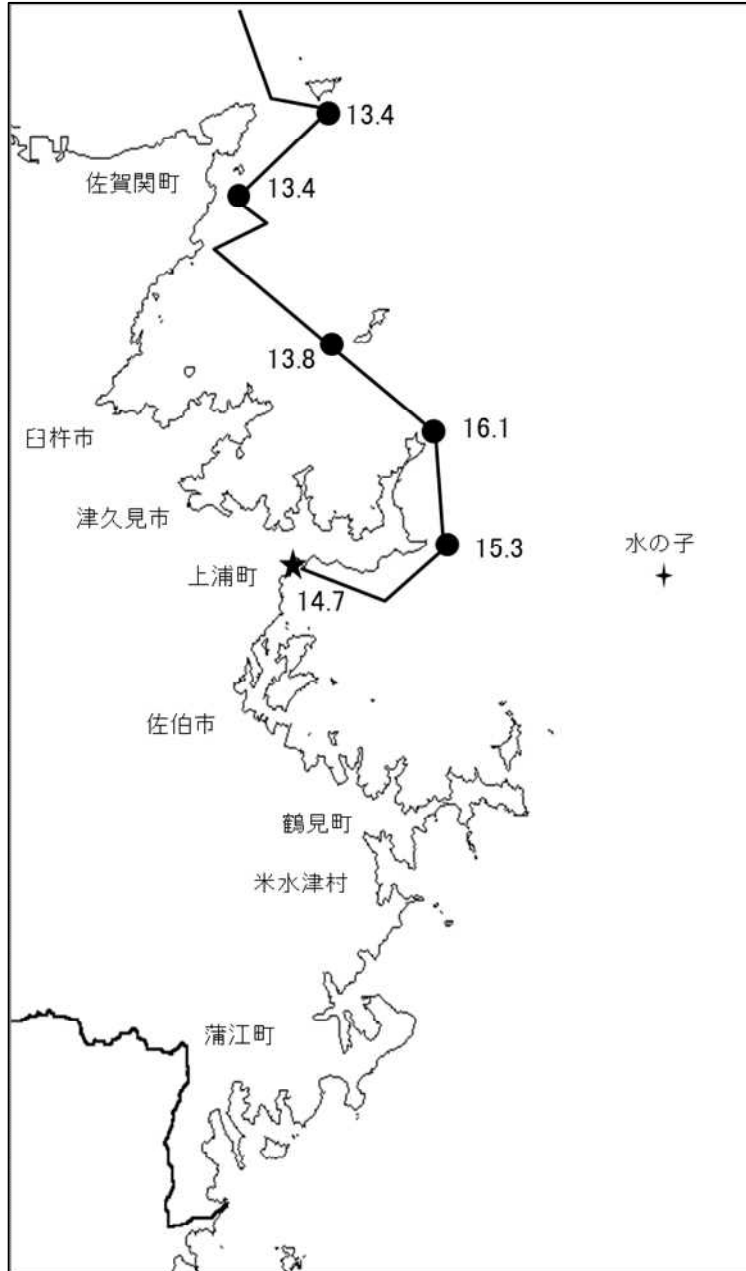 13.4
佐賀関町
13.4
13.8
16.1
臼杵市
津久見市
15.3
水の子
上浦町
14.7
佐伯市
鶴見町
米水津村
蒲江町